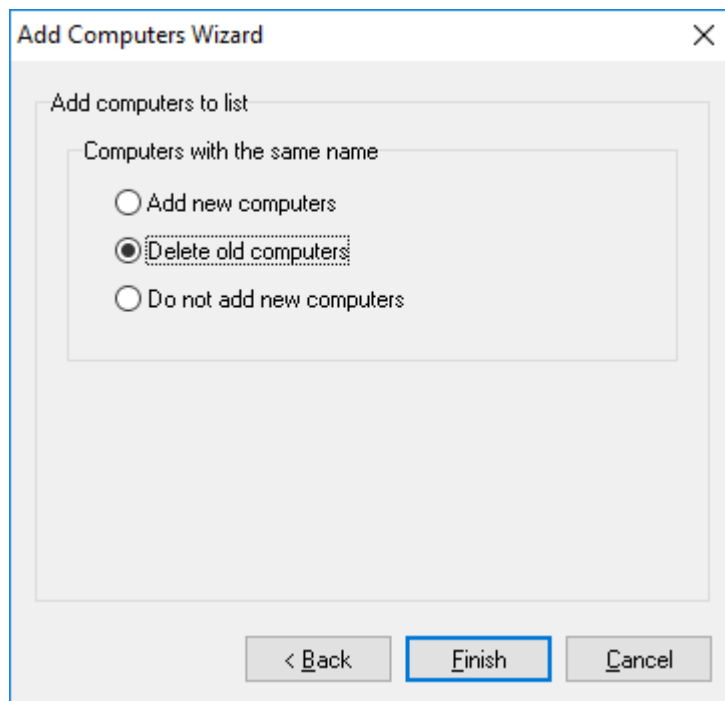 Add Computers Wizard
Add computers to list
Computers with the same name
Add new computers
Delete old computers
Do not add new computers
< Back Finish Cancel